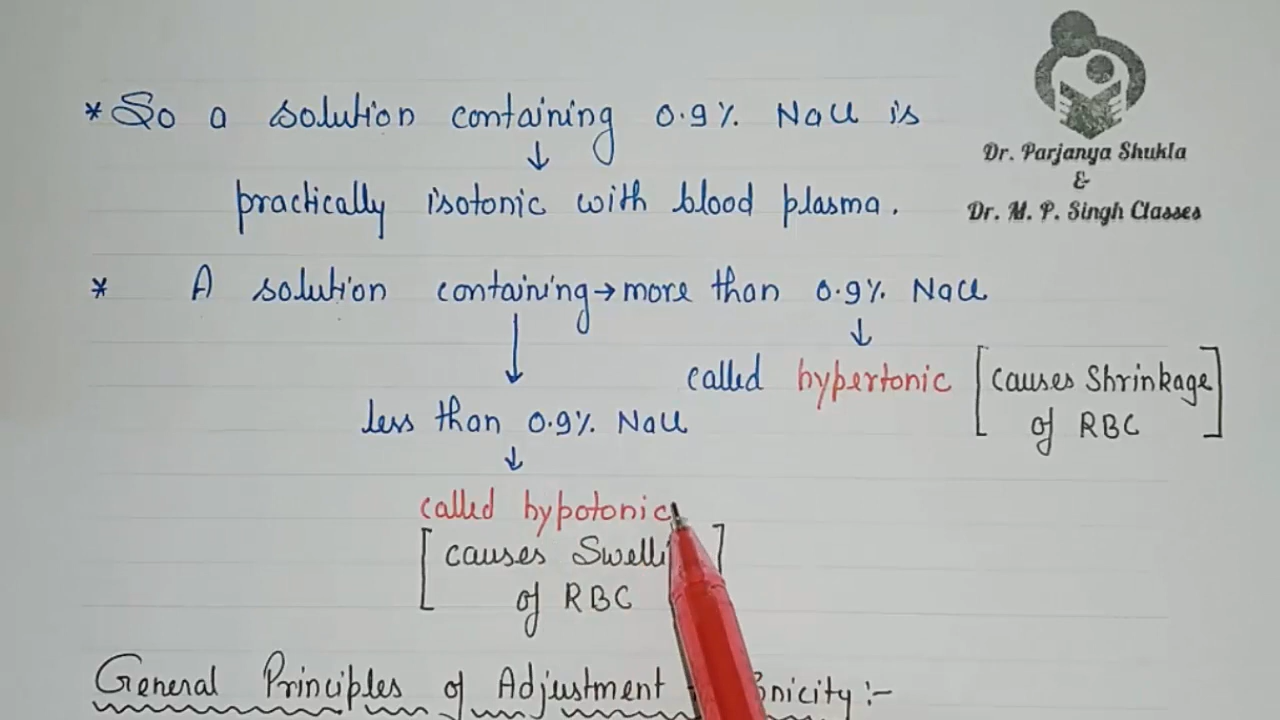 * So a solution containing 0.9% NaCl is
↓
practically isotonic with blood plasma.
* A solution containing → more than 0.9% NaCl
↓
called hypertonic [causes Shrinkage
of RBC]
↓
less than 0.9% NaCl
↓
called hypotonic
[causes
of RBC]
General Principles of Adjustment :-
Dr. Parjanya Shukla
&
Dr. M. P. Singh Classes